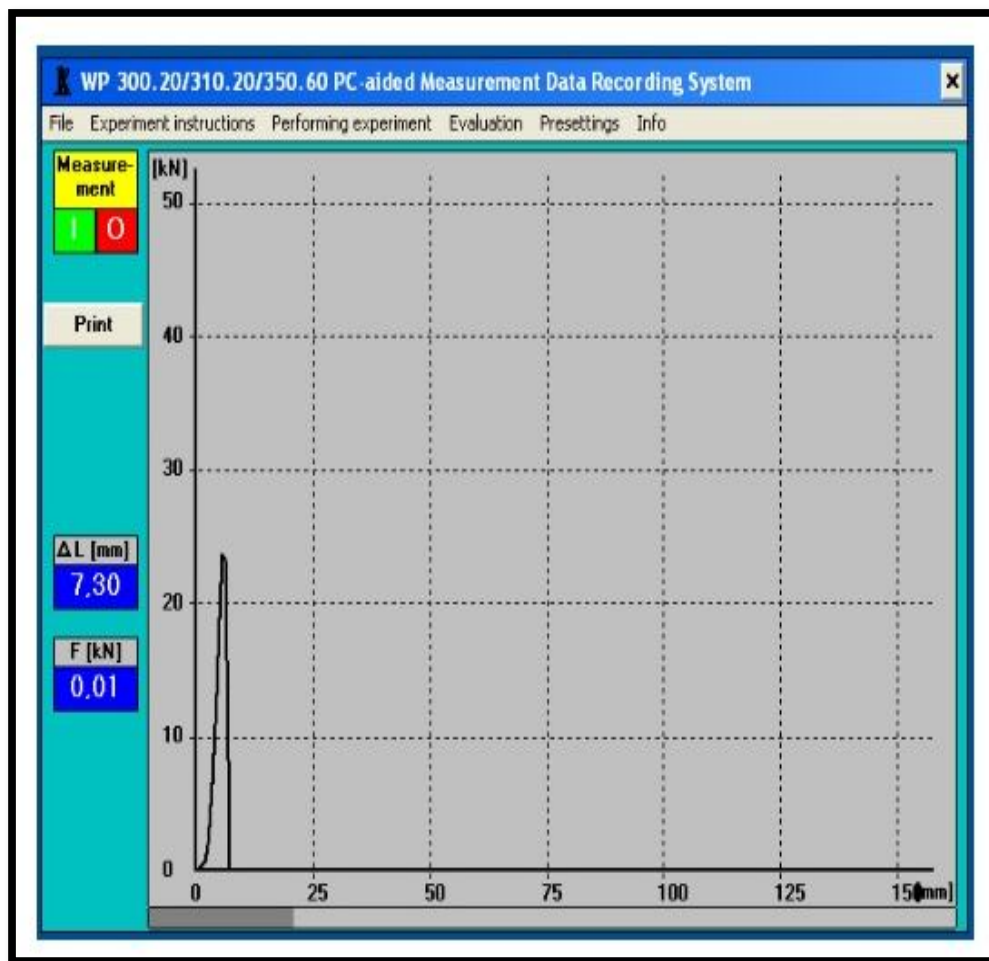 WP 300.20/310.20/350.60 PC-aided Measurement Data Recording System
File Experiment instructions Performing experiment Evaluation Presettings Info
Measure-
ment
I O
Print
ΔL [mm]
7,30
F [kN]
0,01
[kN]
50
40
30
20
10
0
0 25 50 75 100 125 150 [mm]